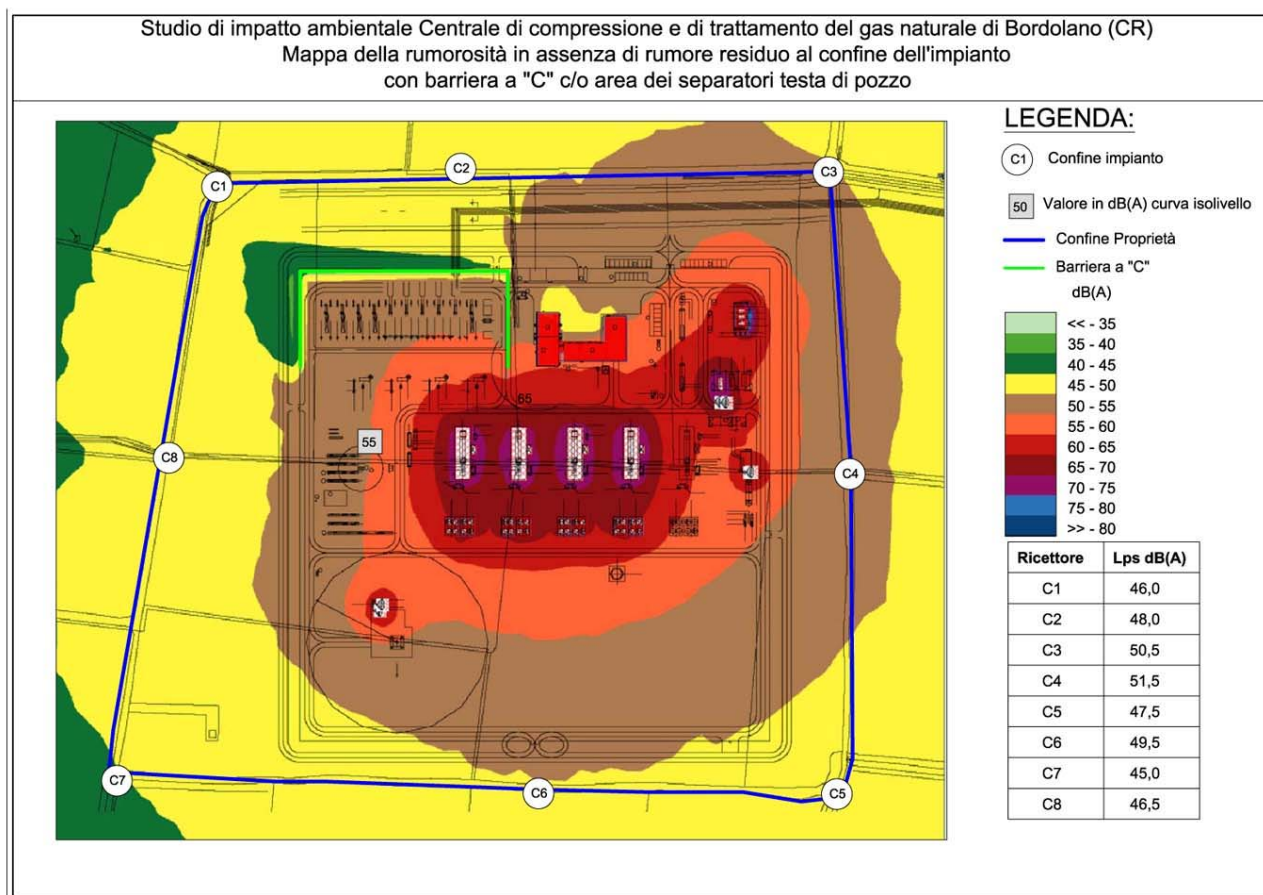 Studio di impatto ambientale Centrale di compressione e di trattamento del gas naturale di Bordolano (CR)
Mappa della rumorosità in assenza di rumore residuo al confine dell'impianto
con barriera a "C" c/o area dei separatori testa di pozzo
C1
C2
C3
65
55
C8
C4
C7
C6
C5
LEGENDA:
C1 Confine impianto
50 Valore in dB(A) curva isolivello
Confine Proprietà
Barriera a "C"
dB(A)
<< - 35
35 - 40
40 - 45
45 - 50
50 - 55
55 - 60
60 - 65
65 - 70
70 - 75
75 - 80
>> - 80
Ricettore Lps dB(A)
C1 46,0
C2 48,0
C3 50,5
C4 51,5
C5 47,5
C6 49,5
C7 45,0
C8 46,5